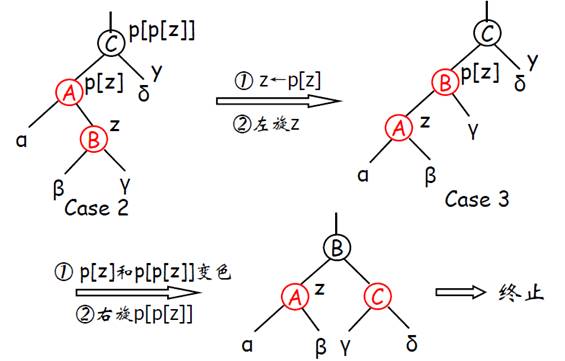 C p[p[z]]
A p[z]
y
δ
B z
α
β
γ
Case 2
① z←p[z]
②左旋z
C
B p[z]
y
δ
A z
γ
α
β
Case 3
① p[z]和p[p[z]]变色
②右旋p[p[z]]
B
A z
C
α
β
γ
δ
终止